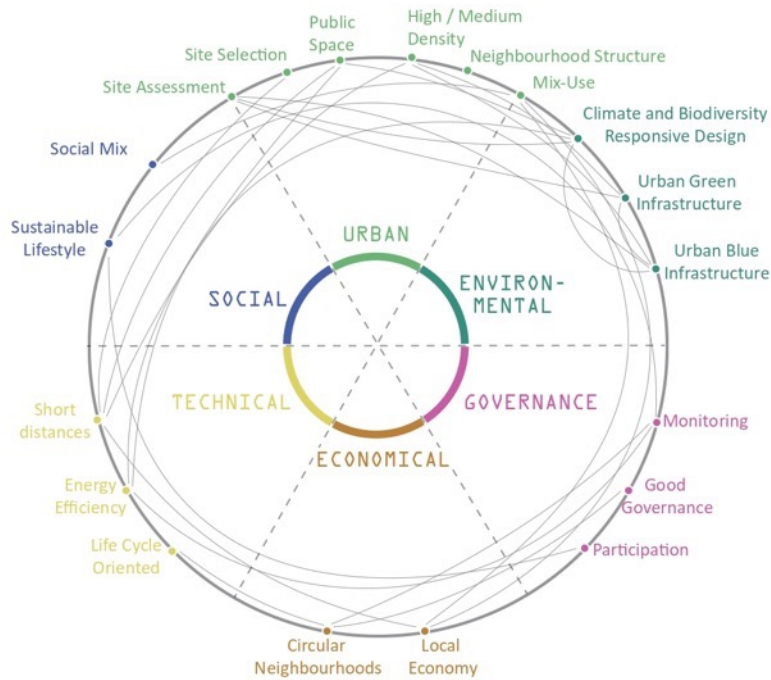 High / Medium
Density
Public
Space
Site Selection
Neighbourhood Structure
Site Assessment
Mix-Use
Climate and Biodiversity
Responsive Design
Social Mix
Urban Green
Infrastructure
Sustainable
Lifestyle
URBAN
Urban Blue
Infrastructure
SOCIAL
ENVIRON-
MENTAL
TECHNICAL
GOVERNANCE
Short
distances
Monitoring
ECONOMICAL
Energy
Efficiency
Good
Governance
Life Cycle
Oriented
Participation
Circular
Neighbourhoods
Local
Economy